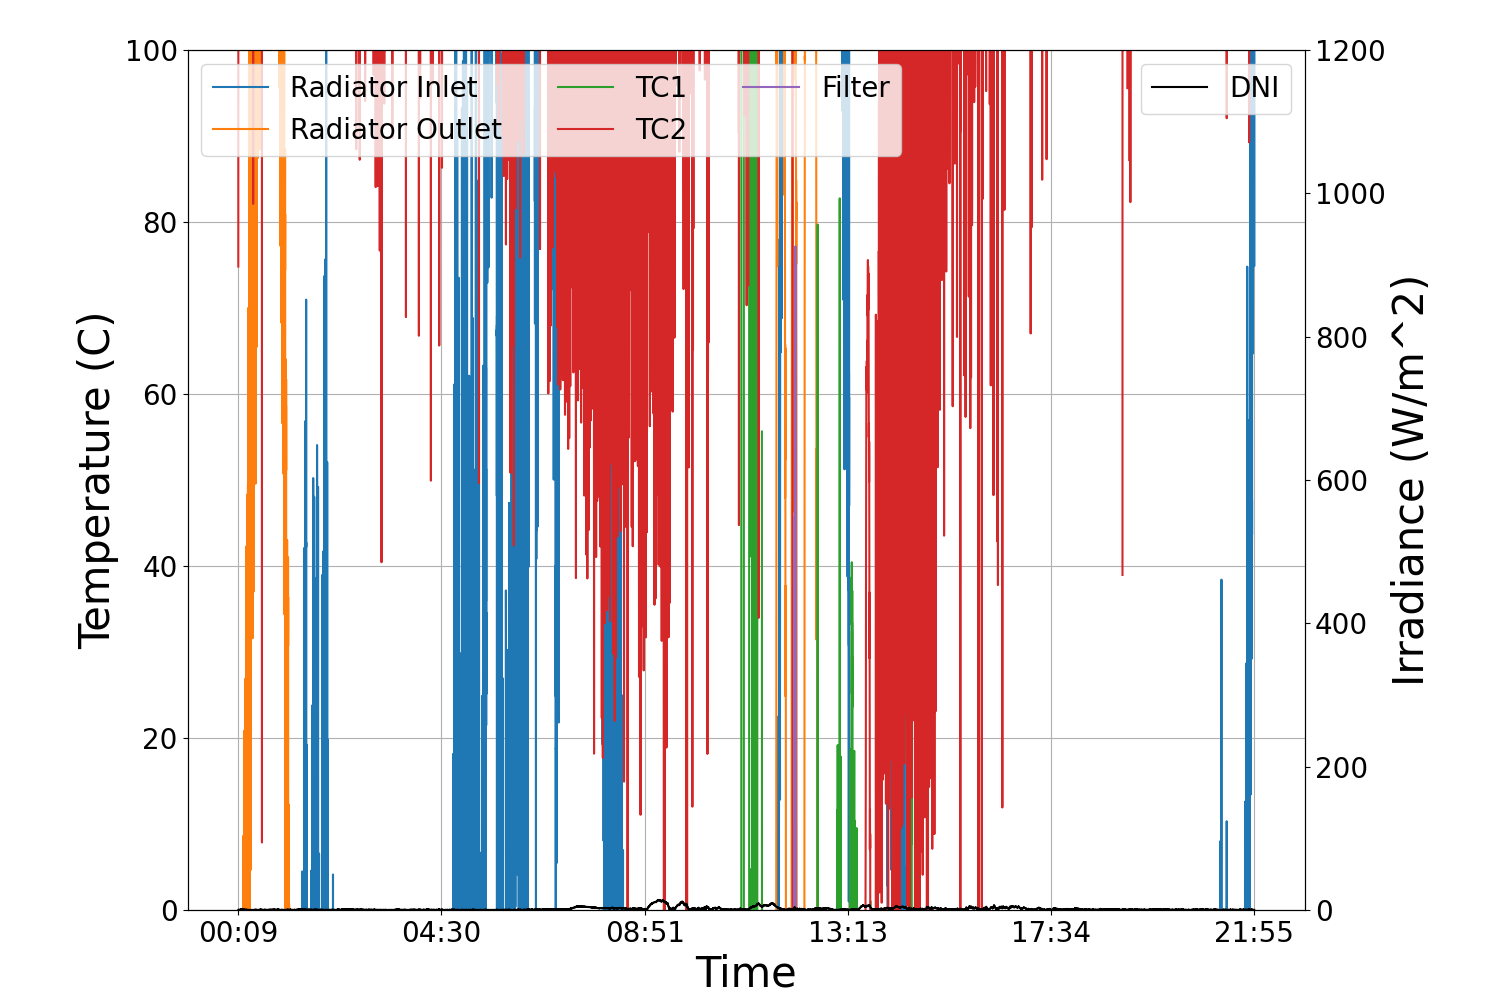 100
80
60
40
20
0
Temperature (C)
Radiator Inlet
Radiator Outlet
TC1
TC2
Filter
DNI
1200
1000
800
600
400
200
0
Irradiance (W/m^2)
00:09 04:30 08:51 13:13 17:34 21:55
Time